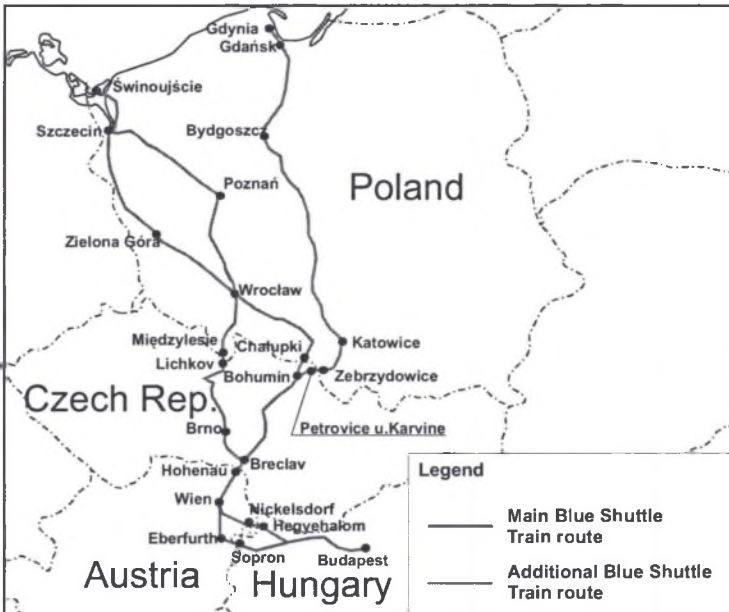 Gdynia
Gdańsk
Świnoujście
Szczecin
Bydgoszcz
Poznań
Poland
Zielona Góra
Wrocław
Międzylesie
Chałupki
Katowice
Lichkov
Bohumin
Zebrzydowice
Czech Rep.
Petrovice u.Karvine
Brno
Breclav
Hohenau
Legend
Wien
Nickelsdorf
Hegyehalom
Main Blue Shuttle
Train route
Eberfurth
Sopron
Budapest
Austria
Hungary
Additional Blue Shuttle
Train route